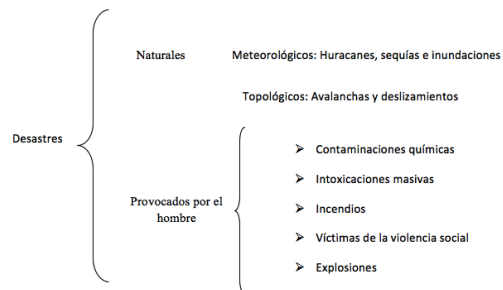 Naturales Meteorológicos: Huracanes, sequías e inundaciones
Topológicos: Avalanchas y deslizamientos
Desastres
Provocados por el
hombre
➢ Contaminaciones químicas
➢ Intoxicaciones masivas
➢ Incendios
➢ Víctimas de la violencia social
➢ Explosiones